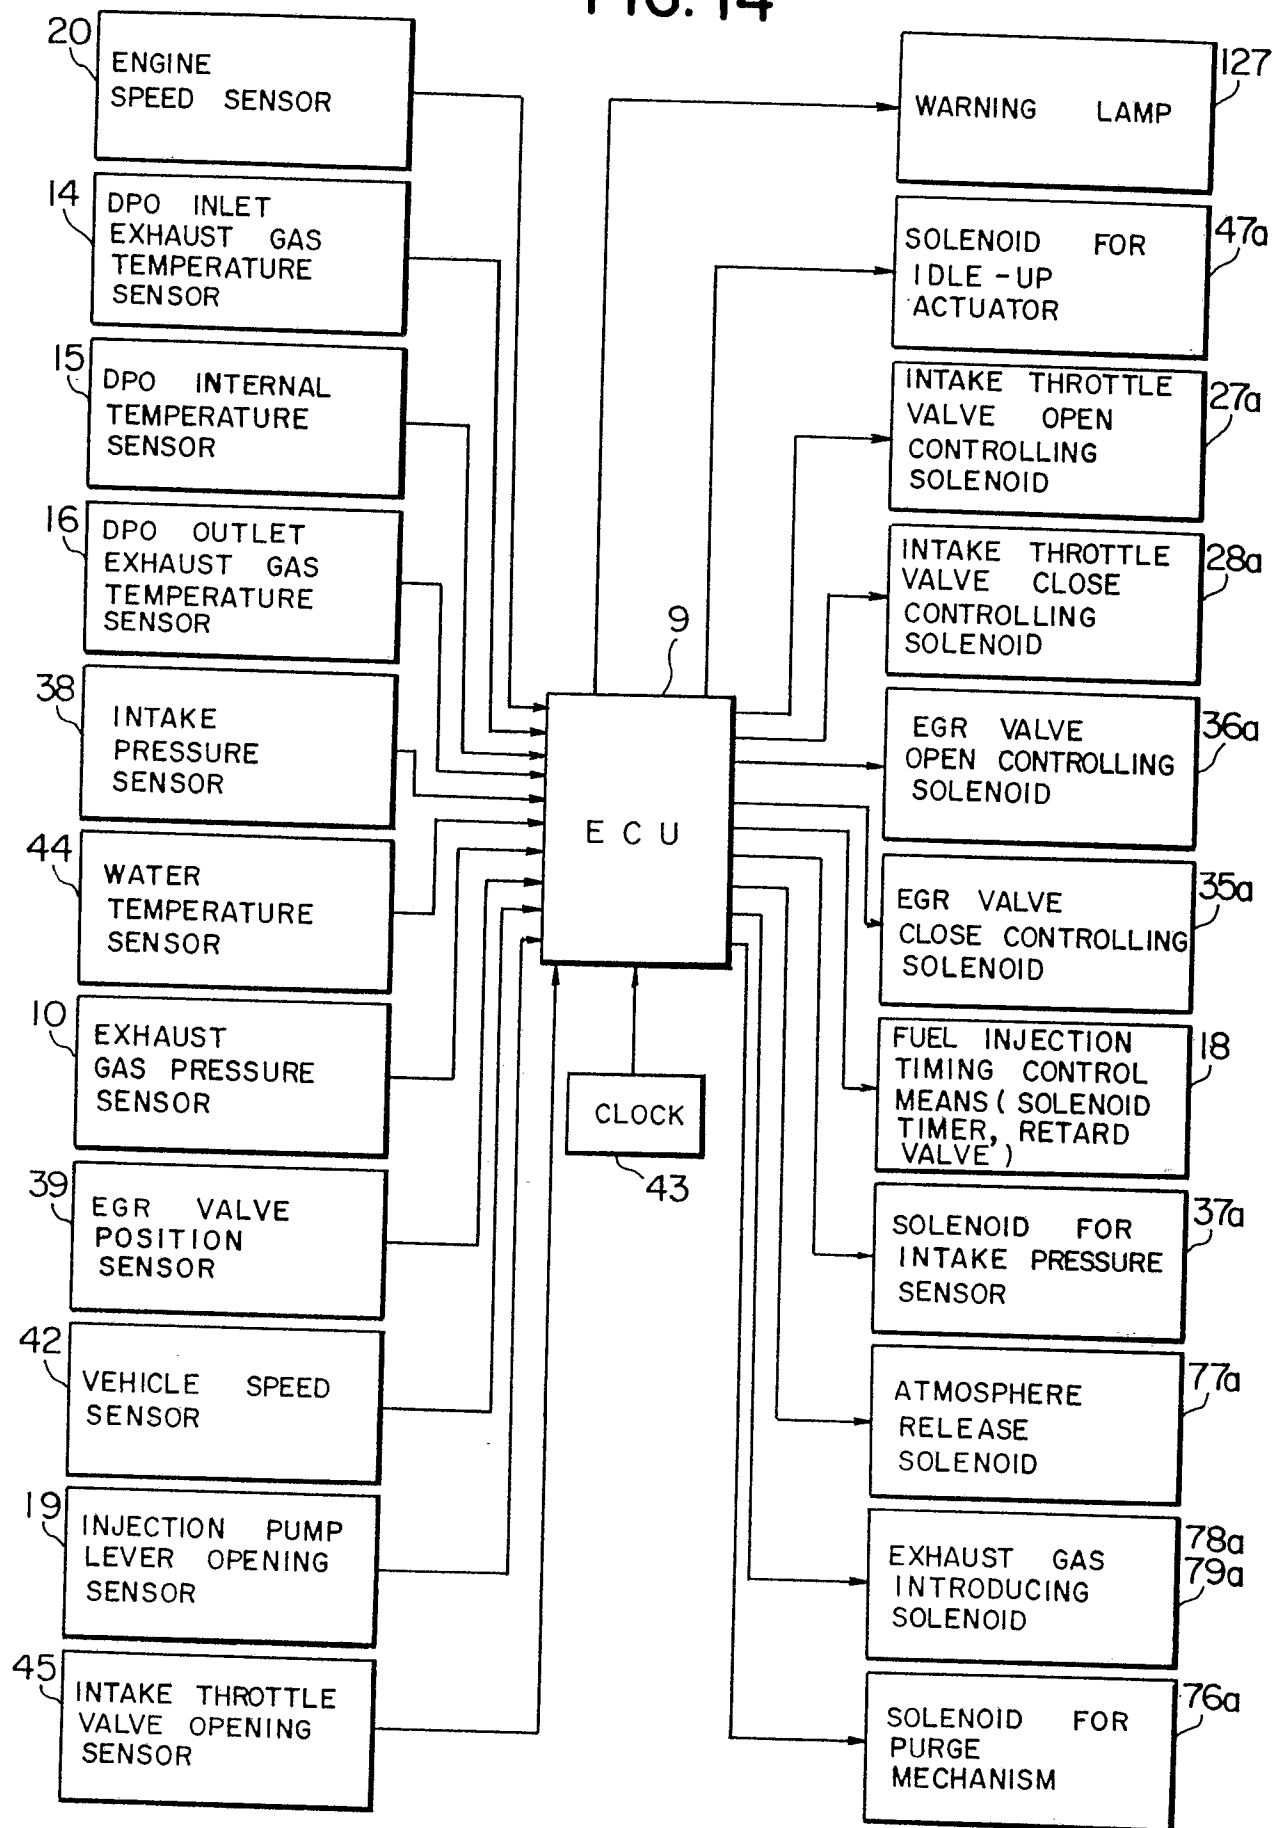 FIG. 14
20
ENGINE
SPEED SENSOR
14
DPO INLET
EXHAUST GAS
TEMPERATURE
SENSOR
15
DPO INTERNAL
TEMPERATURE
SENSOR
16
DPO OUTLET
EXHAUST GAS
TEMPERATURE
SENSOR
38
INTAKE
PRESSURE
SENSOR
44
WATER
TEMPERATURE
SENSOR
10
EXHAUST
GAS PRESSURE
SENSOR
39
EGR VALVE
POSITION
SENSOR
42
VEHICLE SPEED
SENSOR
19
INJECTION PUMP
LEVER OPENING
SENSOR
45
INTAKE THROTTLE
VALVE OPENING
SENSOR
9
ECU
CLOCK
43
127
WARNING LAMP
47a
SOLENOID FOR
IDLE-UP
ACTUATOR
27a
INTAKE THROTTLE
VALVE OPEN
CONTROLLING
SOLENOID
28a
INTAKE THROTTLE
VALVE CLOSE
CONTROLLING
SOLENOID
36a
EGR VALVE
OPEN CONTROLLING
SOLENOID
35a
EGR VALVE
CLOSE CONTROLLING
SOLENOID
18
FUEL INJECTION
TIMING CONTROL
MEANS (SOLENOID
TIMER, RETARD
VALVE)
37a
SOLENOID FOR
INTAKE PRESSURE
SENSOR
77a
ATMOSPHERE
RELEASE
SOLENOID
78a
79a
EXHAUST GAS
INTRODUCING
SOLENOID
76a
SOLENOID FOR
PURGE
MECHANISM